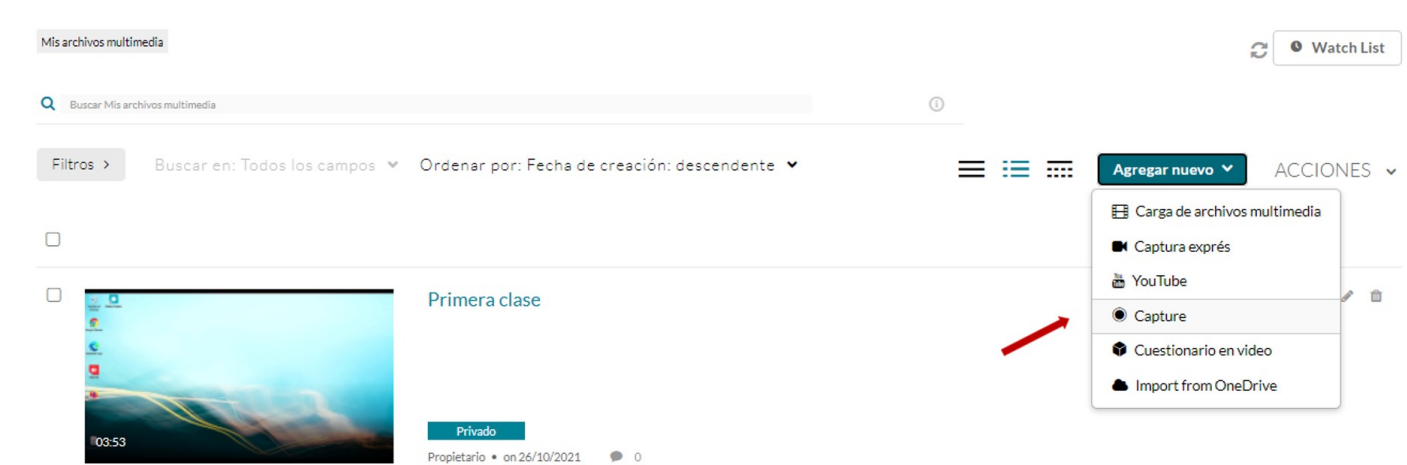 Mis archivos multimedia
Watch List
Buscar Mis archivos multimedia
Filtros >
Buscar en: Todos los campos
Ordenar por: Fecha de creación: descendente
Agregar nuevo
ACCIONES
Carga de archivos multimedia
Captura exprés
YouTube
Capture
Cuestionario en video
Import from OneDrive
Primera clase
03:53
Privado
Propietario • on 26/10/2021 0